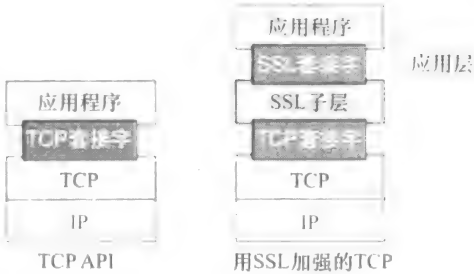 应用程序
TCP套接字
TCP
IP
TCP API
应用程序
SSL套接字
SSL子层
TCP套接字
TCP
IP
用SSL加强的TCP
应用层